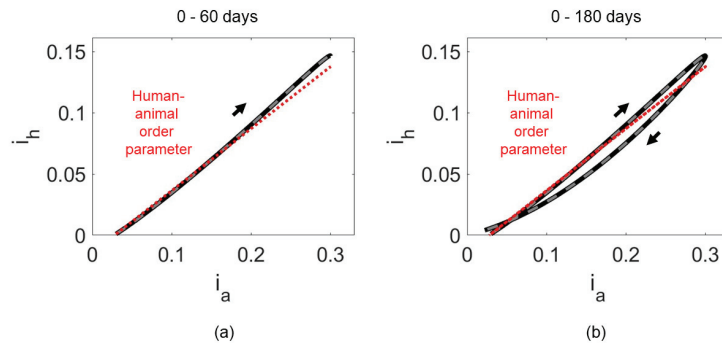 0 - 60 days
0.15
0.1
0.05
0
i_h
Human-
animal
order
parameter
0
0.1
0.2
0.3
i_a
(a)
0 - 180 days
0.15
0.1
0.05
0
i_h
Human-
animal
order
parameter
0
0.1
0.2
0.3
i_a
(b)